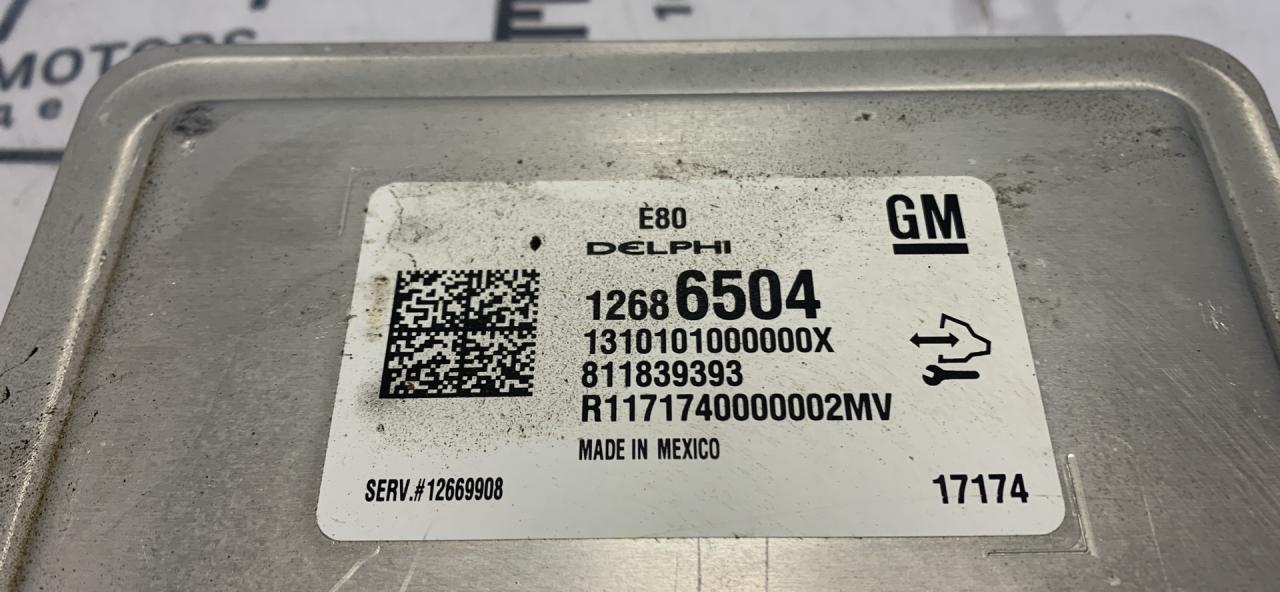 MOTORS
E80
GM
DELPHI
12686504
1310101000000X
811839393
R1171740000002MV
MADE IN MEXICO
SERV.#12669908
17174